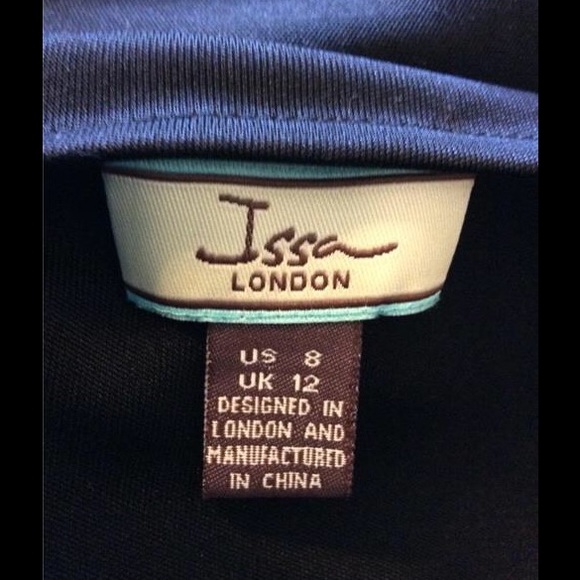 Issa
LONDON
US 8
UK 12
DESIGNED IN
LONDON AND
MANUFACTURED
IN CHINA